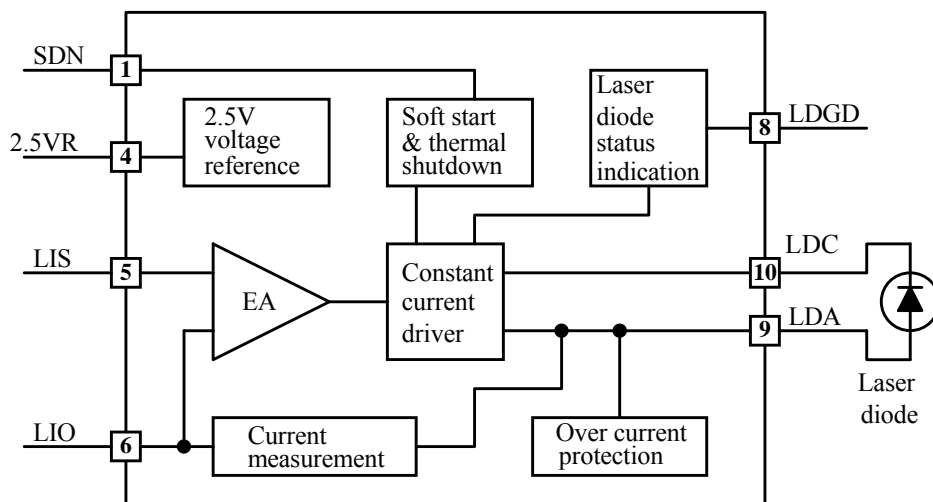 SDN
1
2.5VR
4
2.5V
voltage
reference
Soft start
& thermal
shutdown
Laser
diode
status
indication
8
LDGD
LIS
5
EA
Constant
current
driver
LDC
10
9
LDA
Laser
diode
LIO
6
Current
measurement
Over current
protection